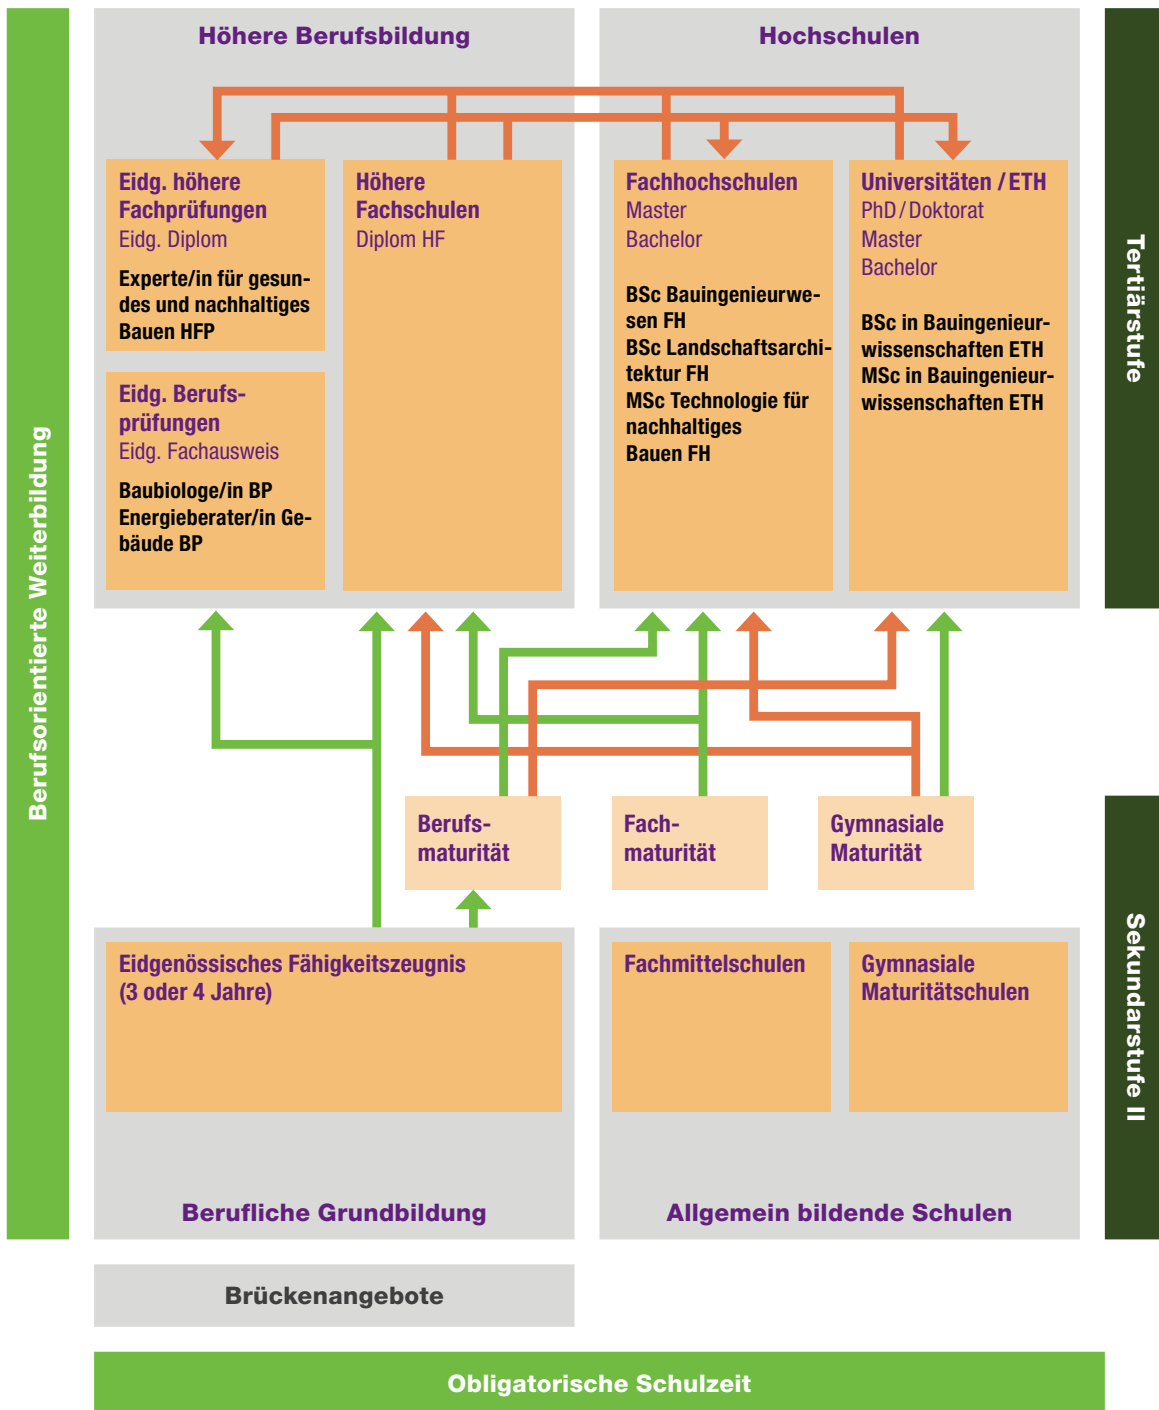 Höhere Berufsbildung
Hochschulen
Eidg. höhere
Fachprüfungen
Eidg. Diplom
Experte/in für gesun-
des und nachhaltiges
Bauen HFP
Höhere
Fachschulen
Diplom HF
Fachhochschulen
Master
Bachelor
BSc Bauingenieurwe-
sen FH
BSc Landschaftsarchi-
tektur FH
MSc Technologie für
nachhaltiges
Bauen FH
Universitäten / ETH
PhD / Doktorat
Master
Bachelor
BSc in Bauingenieur-
wissenschaften ETH
MSc in Bauingenieur-
wissenschaften ETH
Eidg. Berufs-
prüfungen
Eidg. Fachausweis
Baubiologe/in BP
Energieberater/in Ge-
bäude BP
Tertiärstufe
Berufsorientierte Weiterbildung
Berufs-
maturität
Fach-
maturität
Gymnasiale
Maturität
Eidgenössisches Fähigkeitszeugnis
(3 oder 4 Jahre)
Fachmittelschulen
Gymnasiale
Maturitätschulen
Sekundarstufe II
Berufliche Grundbildung
Allgemein bildende Schulen
Brückenangebote
Obligatorische Schulzeit